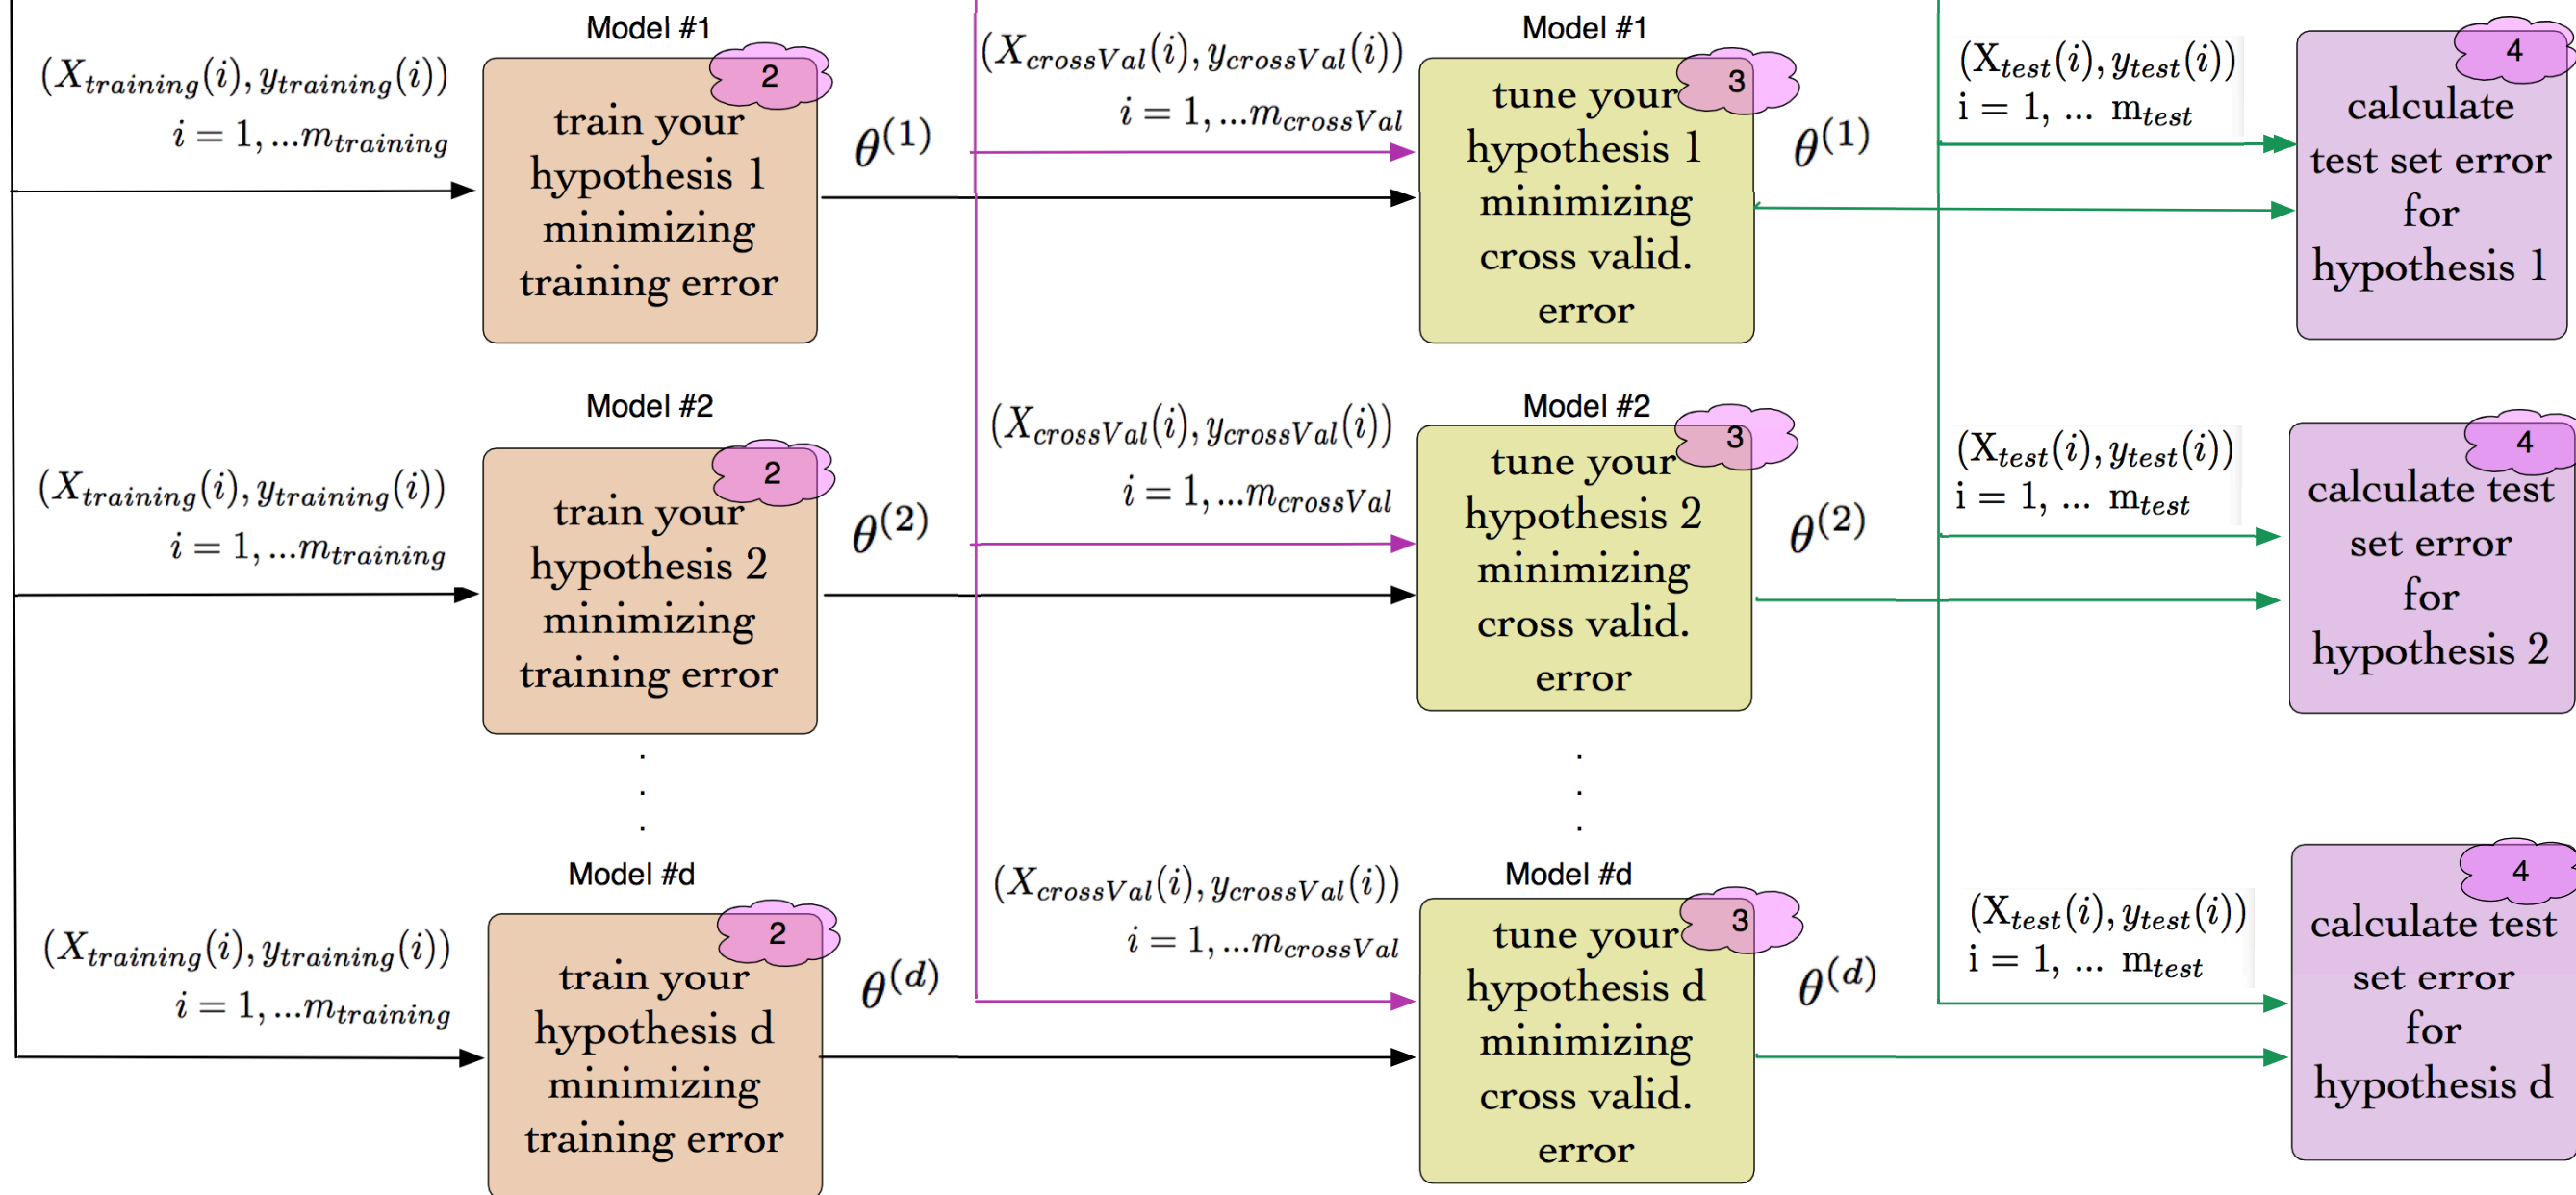 Model #1
(X_training(i), y_training(i))
i = 1, ...m_training
2
train your
hypothesis 1
minimizing
training error
θ^(1)
(X_crossVal(i), y_crossVal(i))
i = 1, ...m_crossVal
Model #1
3
tune your
hypothesis 1
minimizing
cross valid.
error
θ^(1)
(X_test(i), y_test(i))
i = 1, ... m_test
4
calculate
test set error
for
hypothesis 1
Model #2
(X_training(i), y_training(i))
i = 1, ...m_training
2
train your
hypothesis 2
minimizing
training error
θ^(2)
(X_crossVal(i), y_crossVal(i))
i = 1, ...m_crossVal
Model #2
3
tune your
hypothesis 2
minimizing
cross valid.
error
θ^(2)
(X_test(i), y_test(i))
i = 1, ... m_test
4
calculate test
set error
for
hypothesis 2
.
.
.
.
.
.
Model #d
(X_training(i), y_training(i))
i = 1, ...m_training
2
train your
hypothesis d
minimizing
training error
θ^(d)
(X_crossVal(i), y_crossVal(i))
i = 1, ...m_crossVal
Model #d
3
tune your
hypothesis d
minimizing
cross valid.
error
θ^(d)
(X_test(i), y_test(i))
i = 1, ... m_test
4
calculate test
set error
for
hypothesis d